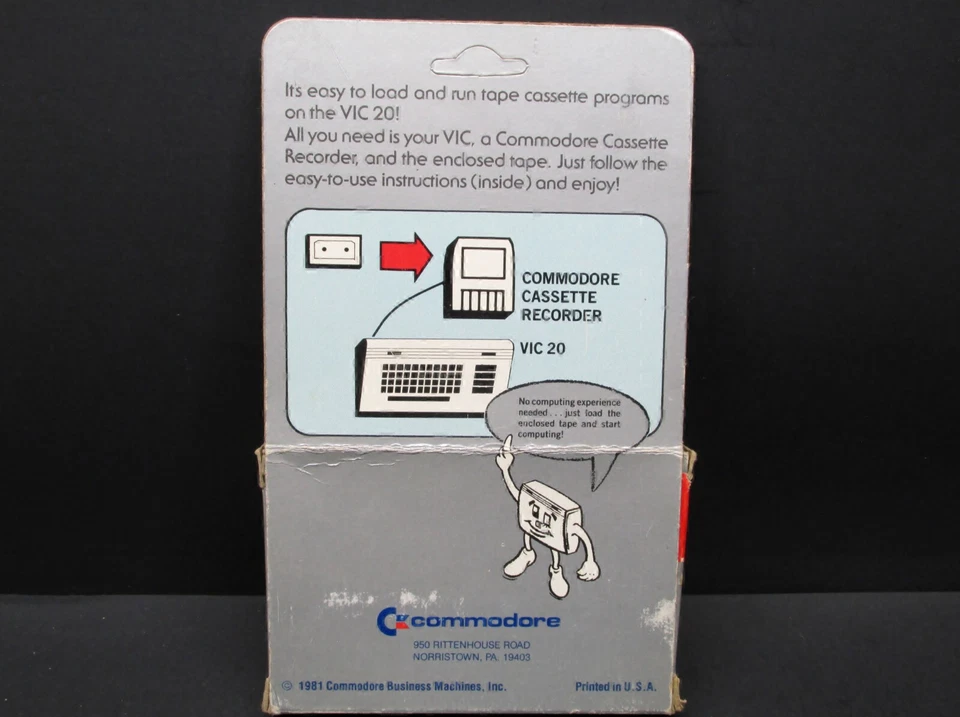 It's easy to load and run tape cassette programs
on the VIC 20!
All you need is your VIC, a Commodore Cassette
Recorder, and the enclosed tape. Just follow the
easy-to-use instructions (inside) and enjoy!
COMMODORE
CASSETTE
RECORDER
VIC 20
No computing experience
needed...just load the
enclosed tape and start
computing!
commodore
950 RITTENHOUSE ROAD
NORRISTOWN, PA. 19403
© 1981 Commodore Business Machines, Inc.
Printed in U.S.A.